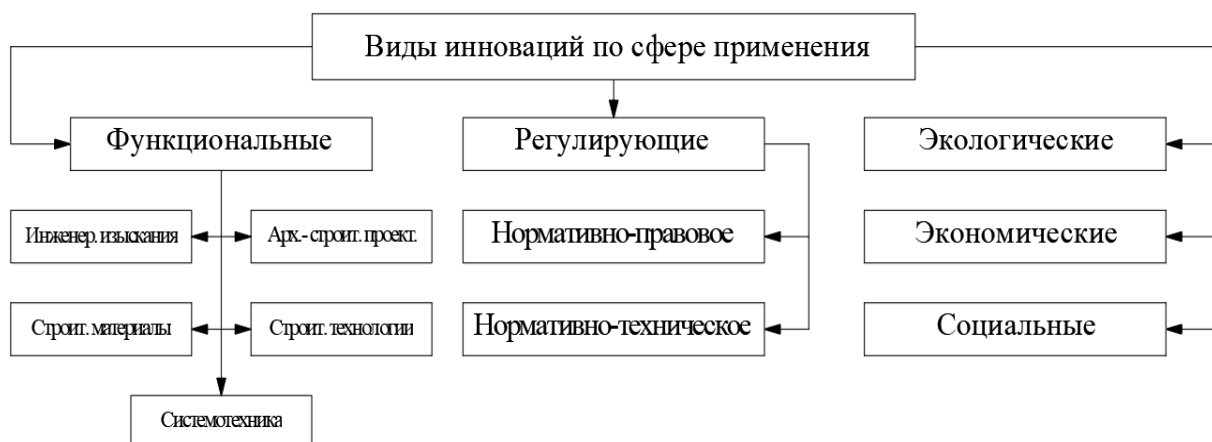 Виды инноваций по сфере применения
Функциональные
Регулирующие
Экологические
Инженер. изыскания
Арх.- строит. проект.
Нормативно-правовое
Экономические
Строит. материалы
Строит. технологии
Нормативно-техническое
Социальные
Системотехника